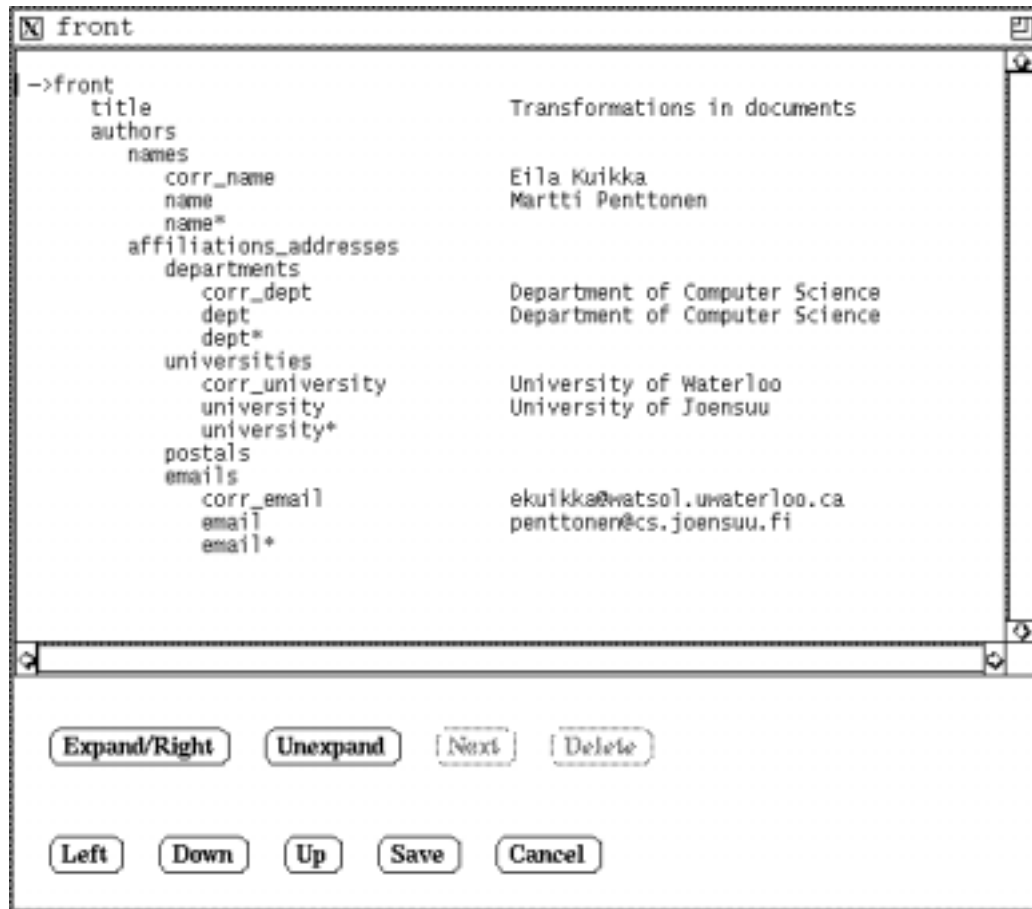 X front
->front
title Transformations in documents
authors
names
corr_name Eila Kuikka
name Martti Penttonen
name*
affiliations_addresses
departments
corr_dept Department of Computer Science
dept Department of Computer Science
dept*
universities
corr_university University of Waterloo
university University of Joensuu
university*
postals
emails
corr_email ekuikka@watsol.uwaterloo.ca
email penttonen@cs.joensuu.fi
email*
Expand/Right Unexpand Next Delete
Left Down Up Save Cancel